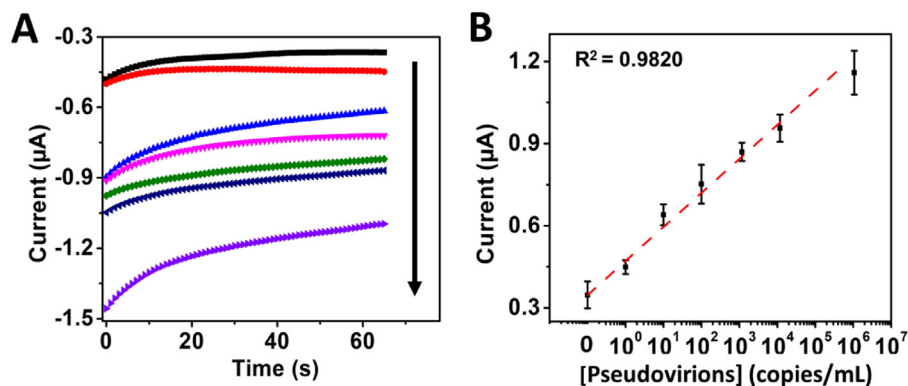 A
-0.3
-0.6
-0.9
-1.2
-1.5
Current (µA)
0 20 40 60 80
Time (s)
B
R² = 0.9820
1.2
0.9
0.6
0.3
Current (µA)
0 10⁰ 10¹ 10² 10³ 10⁴ 10⁵ 10⁶ 10⁷
[Pseudovirions] (copies/mL)